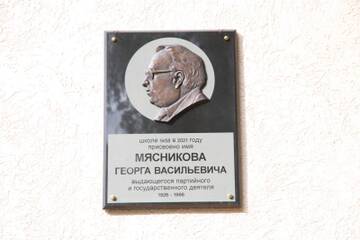 школе №58 в 2021 году
присвоено имя
МЯСНИКОВА
ГЕОРГА ВАСИЛЬЕВИЧА
выдающегося партийного
и государственного деятеля
1926 - 1996